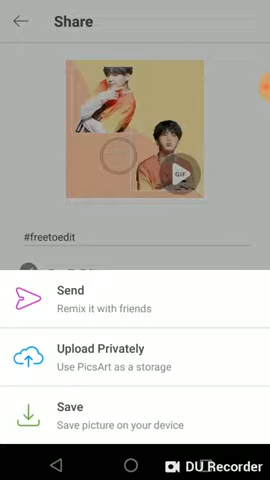 Share
GIF
#freetoedit
Send
Remix it with friends
Upload Privately
Use PicsArt as a storage
Save
Save picture on your device
DU Recorder